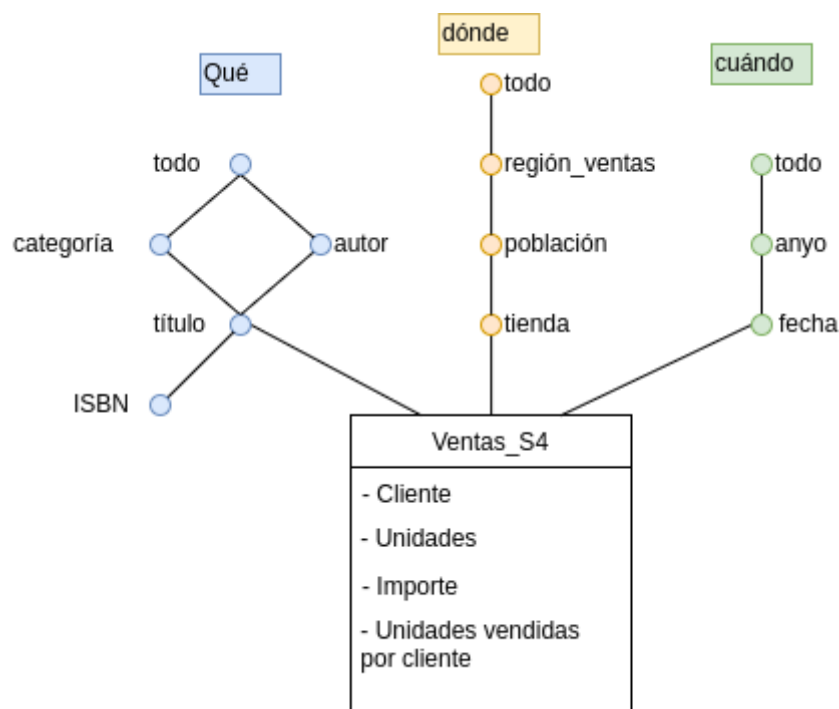 dónde
Qué
cuándo
todo
todo
región_ventas
todo
categoría
autor
población
anyo
título
tienda
fecha
ISBN
Ventas_S4
- Cliente
- Unidades
- Importe
- Unidades vendidas
por cliente